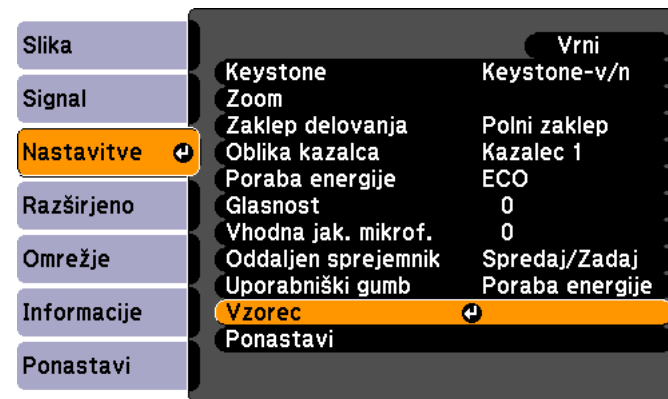 Slika
Signal
Nastavitve
Razširjeno
Omrežje
Informacije
Ponastavi
Vrni
Keystone Keystone-v/n
Zoom
Zaklep delovanja Polni zaklep
Oblika kazalca Kazalec 1
Poraba energije ECO
Glasnost 0
Vhodna jak. mikrof. 0
Oddaljen sprejemnik Spredaj/Zadaj
Uporabniški gumb Poraba energije
Vzorec
Ponastavi